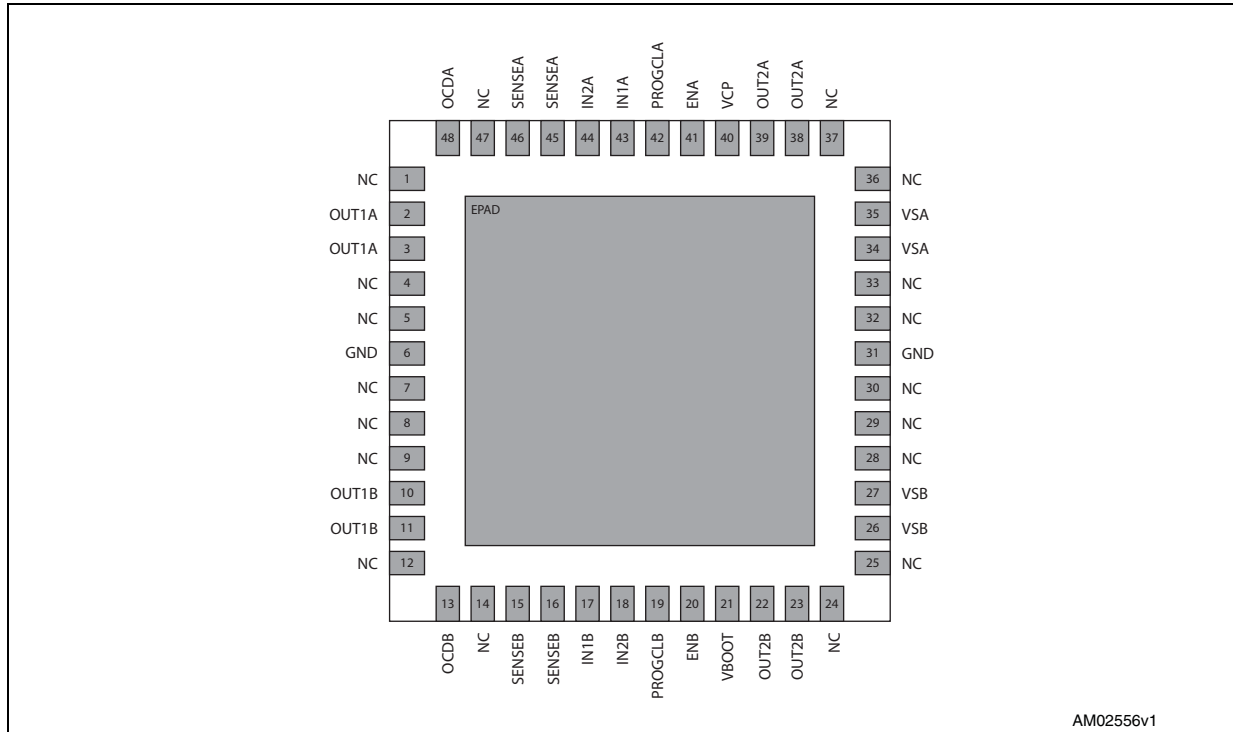 OCDA NC SENSEA SENSEA IN2A IN1A PROGCLA ENA VCP OUT2A OUT2A NC
48 47 46 45 44 43 42 41 40 39 38 37
NC 1 36 NC
EPAD
OUT1A 2 35 VSA
OUT1A 3 34 VSA
NC 4 33 NC
NC 5 32 NC
GND 6 31 GND
NC 7 30 NC
NC 8 29 NC
NC 9 28 NC
OUT1B 10 27 VSB
OUT1B 11 26 VSB
NC 12 25 NC
13 14 15 16 17 18 19 20 21 22 23 24
OCDB NC SENSEB SENSEB IN1B IN2B PROGCLB ENB VBOOT OUT2B OUT2B NC
AM02556v1